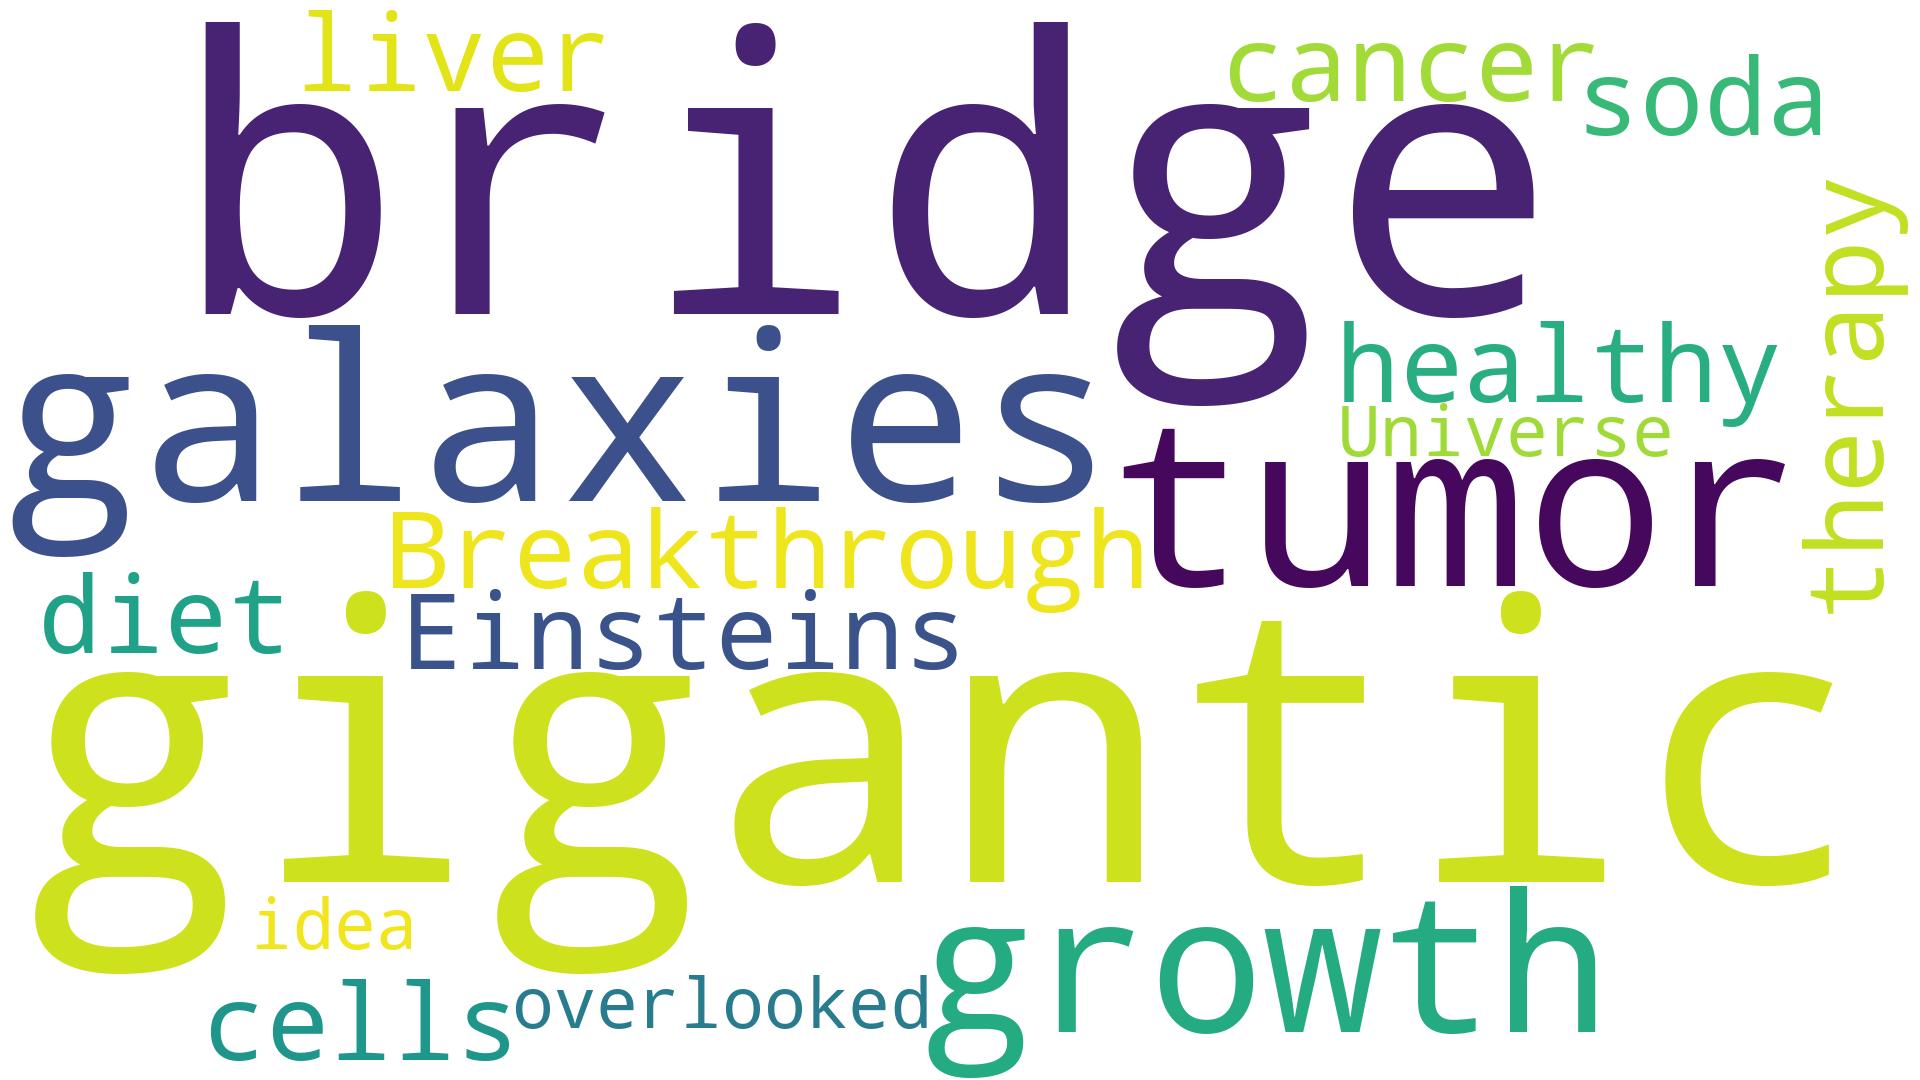 liver
bridge
cancer
soda
therapy
galaxies
healthy
Universe
tumor
Breakthrough
diet
Einsteins
gigantic
idea
growth
cells
overlooked